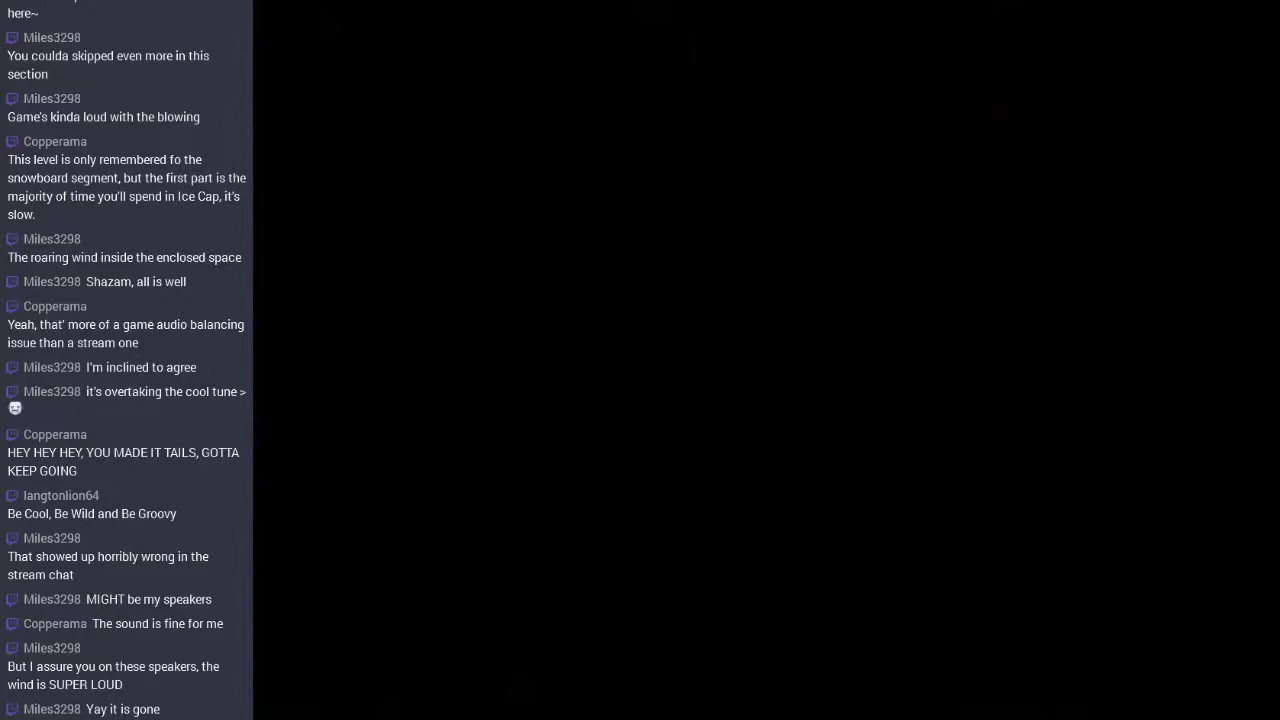 here~
Miles3298
You coulda skipped even more in this
section
Miles3298
Game's kinda loud with the blowing
Copperama
This level is only remembered fo the
snowboard segment, but the first part is the
majority of time you'll spend in Ice Cap, it's
slow.
Miles3298
The roaring wind inside the enclosed space
Miles3298 Shazam, all is well
Copperama
Yeah, that' more of a game audio balancing
issue than a stream one
Miles3298 I'm inclined to agree
Miles3298 it's overtaking the cool tune >
Copperama
HEY HEY HEY, YOU MADE IT TAILS, GOTTA
KEEP GOING
langtonlion64
Be Cool, Be Wild and Be Groovy
Miles3298
That showed up horribly wrong in the
stream chat
Miles3298 MIGHT be my speakers
Copperama The sound is fine for me
Miles3298
But I assure you on these speakers, the
wind is SUPER LOUD
Miles3298 Yay it is gone